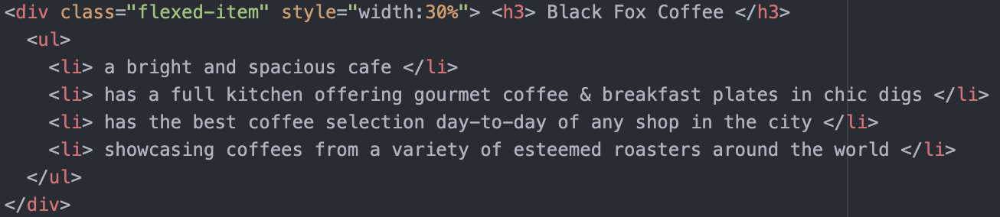 <div class="flexed-item" style="width:30%"> <h3> Black Fox Coffee </h3>
<ul>
<li> a bright and spacious cafe </li>
<li> has a full kitchen offering gourmet coffee & breakfast plates in chic digs </li>
<li> has the best coffee selection day-to-day of any shop in the city </li>
<li> showcasing coffees from a variety of esteemed roasters around the world </li>
</ul>
</div>